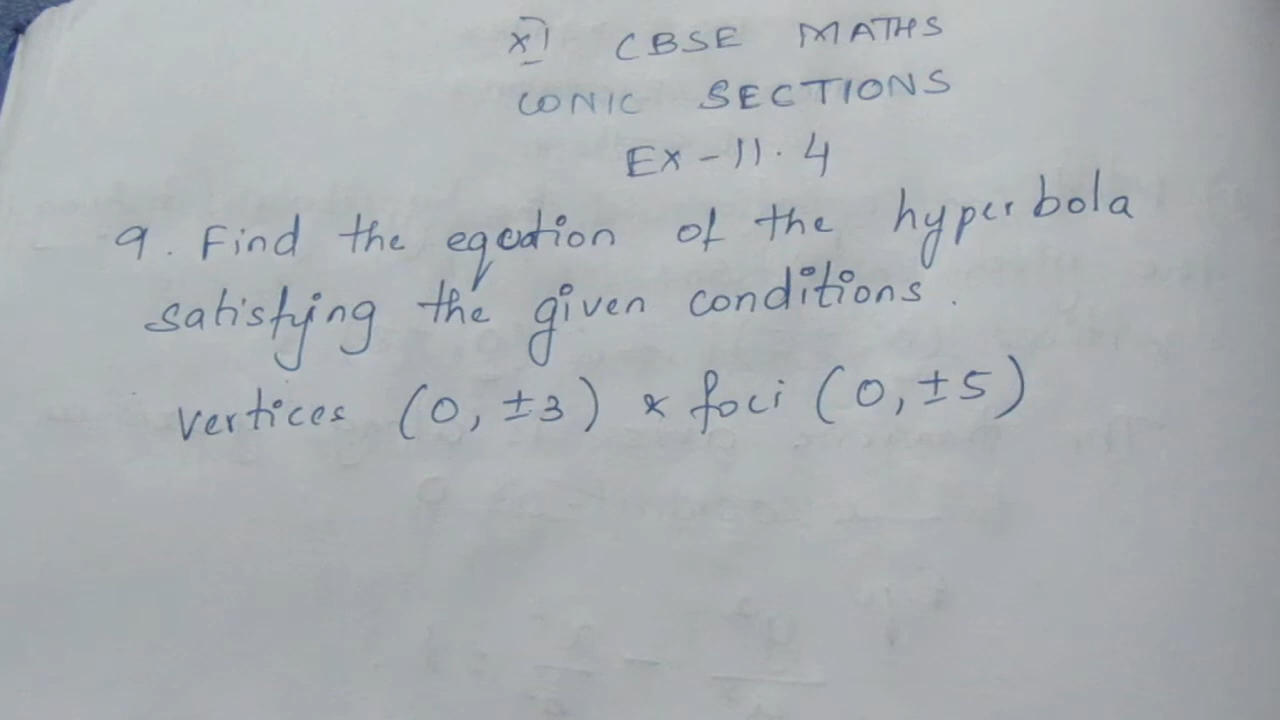 XI CBSE MATHS
CONIC SECTIONS
EX - 11.4
9. Find the eqution of the hyperbola
satisfying the given conditions.
vertices (0, ±3) & foci (0, ±5)